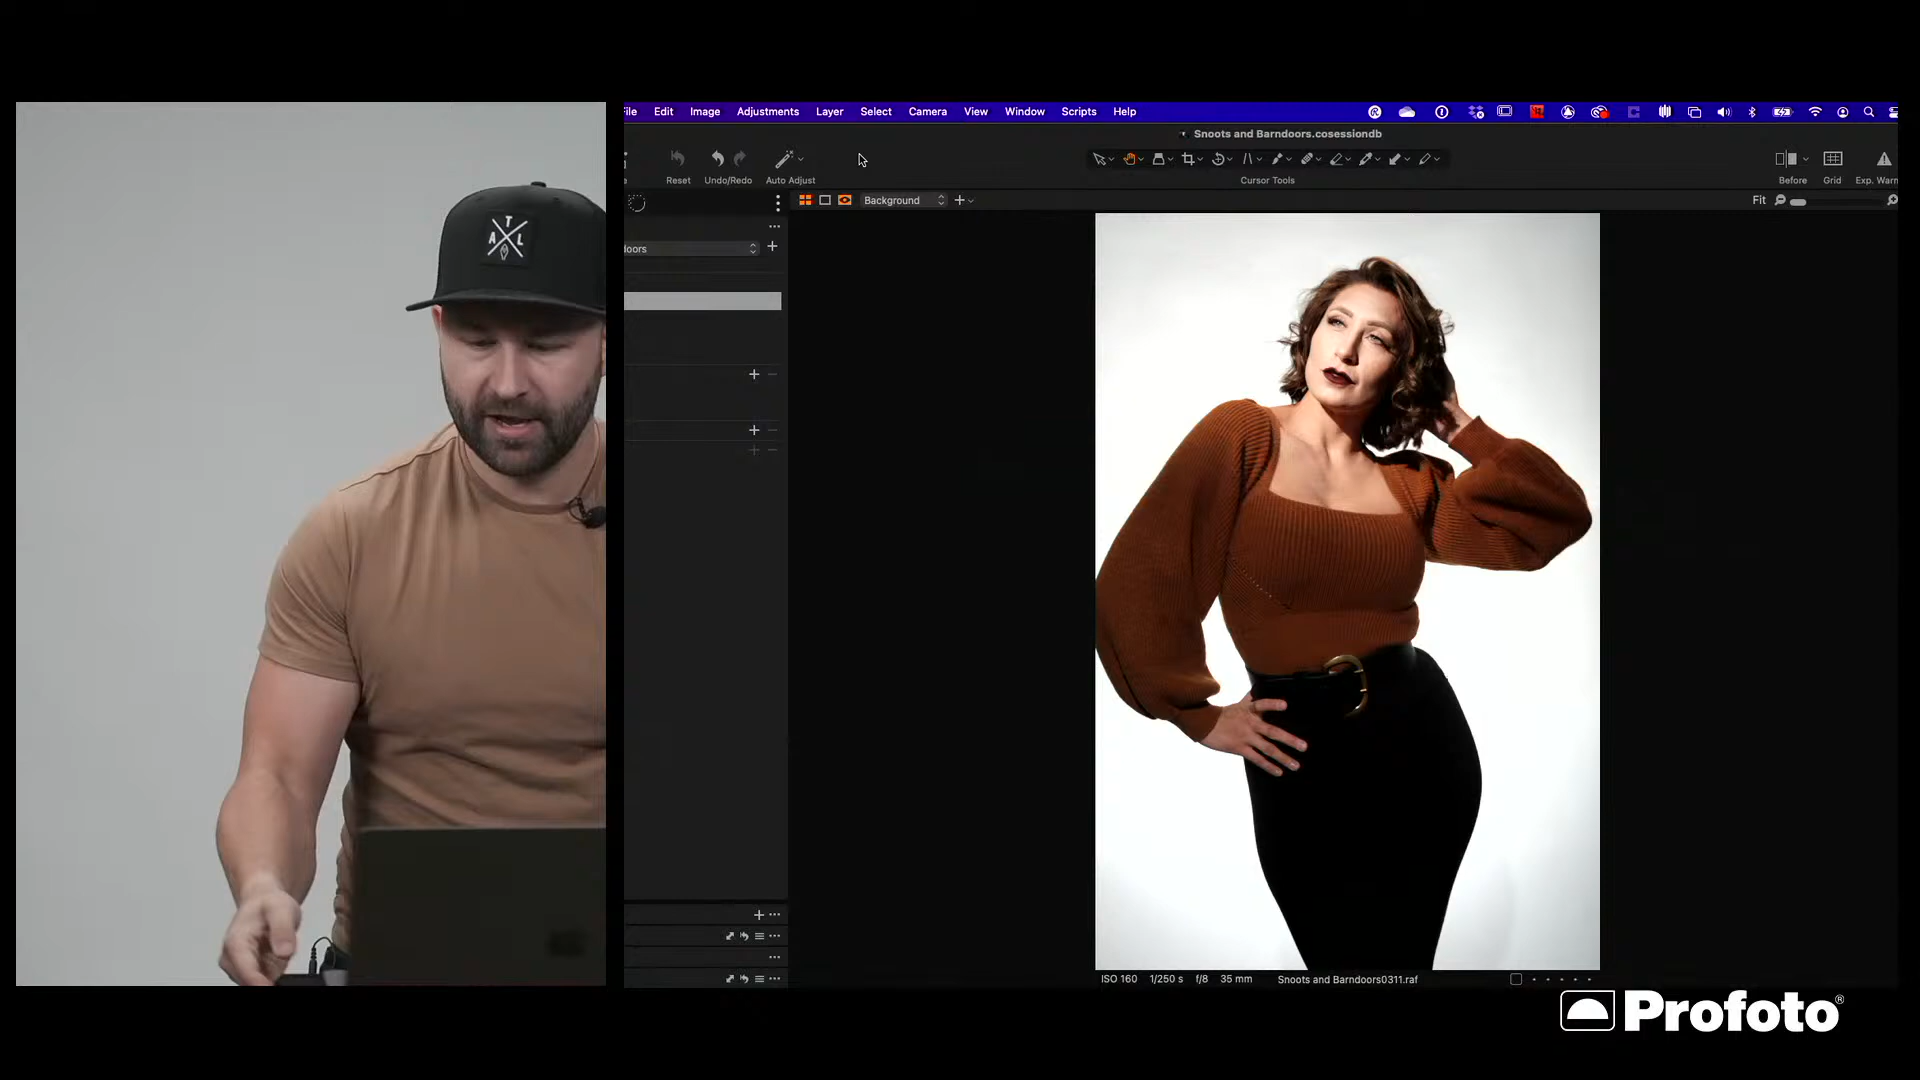 ATL
File Edit Image Adjustments Layer Select Camera View Window Scripts Help
Snoots and Barndoors.cosessiondb
Reset Undo/Redo Auto Adjust Cursor Tools Before Grid Exp. Warn
Background Fit
doors
ISO 160 1/250 s f/8 35 mm Snoots and Barndoors0311.raf
Profoto®